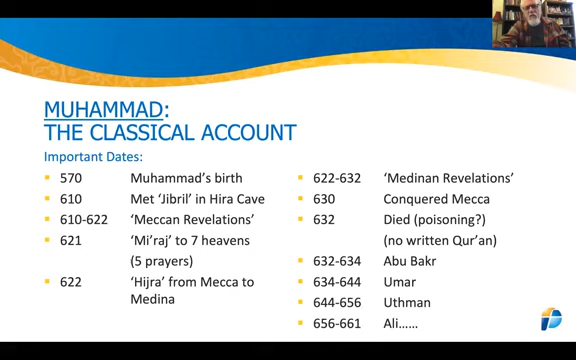 MUHAMMAD:
THE CLASSICAL ACCOUNT
Important Dates:
570 Muhammad's birth
610 Met 'Jibril' in Hira Cave
610-622 'Meccan Revelations'
621 'Mi'raj' to 7 heavens
(5 prayers)
622 'Hijra' from Mecca to
Medina
622-632 'Medinan Revelations'
630 Conquered Mecca
632 Died (poisoning?)
(no written Qur'an)
632-634 Abu Bakr
634-644 Umar
644-656 Uthman
656-661 Ali......